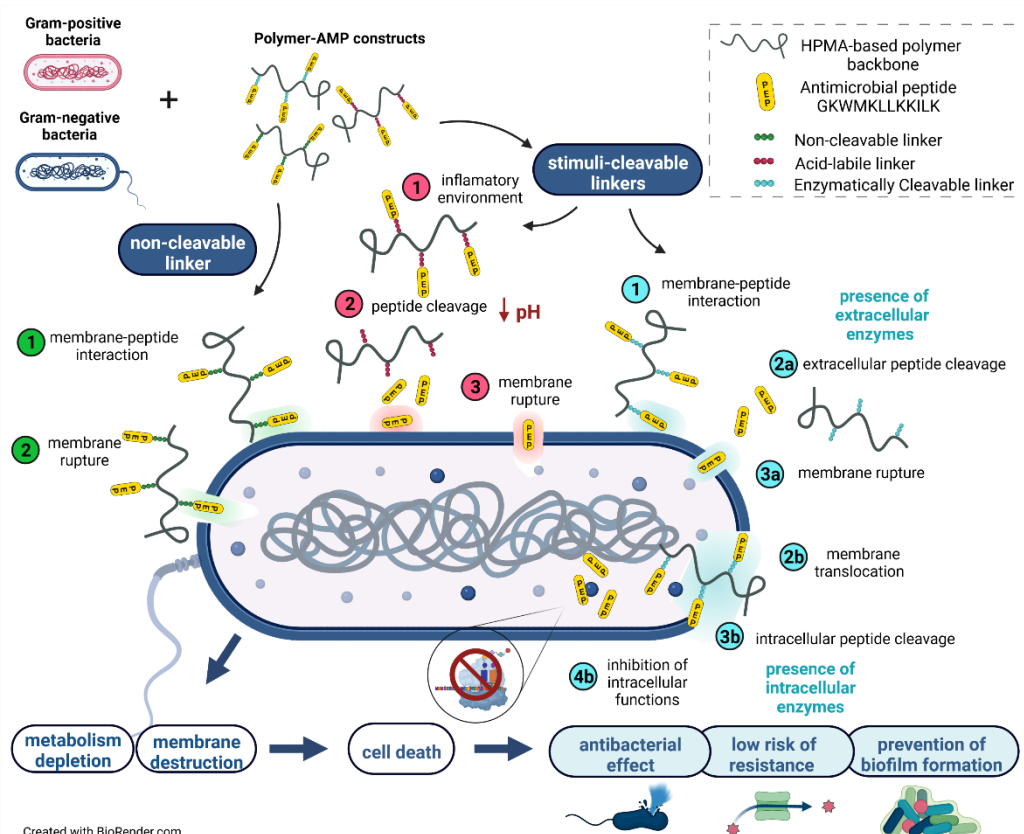 Gram-positive
bacteria
Gram-negative
bacteria
+
Polymer-AMP constructs
HPMA-based polymer
backbone
PEP
Antimicrobial peptide
GKWMKLLKKILK
Non-cleavable linker
Acid-labile linker
Enzymatically Cleavable linker
stimuli-cleavable
linkers
non-cleavable
linker
1 inflamatory
environment
2 peptide cleavage
↓ pH
3 membrane
rupture
1 membrane-peptide
interaction
2 membrane
rupture
1 membrane-peptide
interaction
presence of
extracellular
enzymes
2a extracellular peptide cleavage
3a membrane rupture
2b membrane
translocation
3b intracellular peptide cleavage
presence of
intracellular
enzymes
4b inhibition of
intracellular
functions
metabolism
depletion
membrane
destruction
cell death
antibacterial
effect
low risk of
resistance
prevention of
biofilm formation
Created with BioRender.com